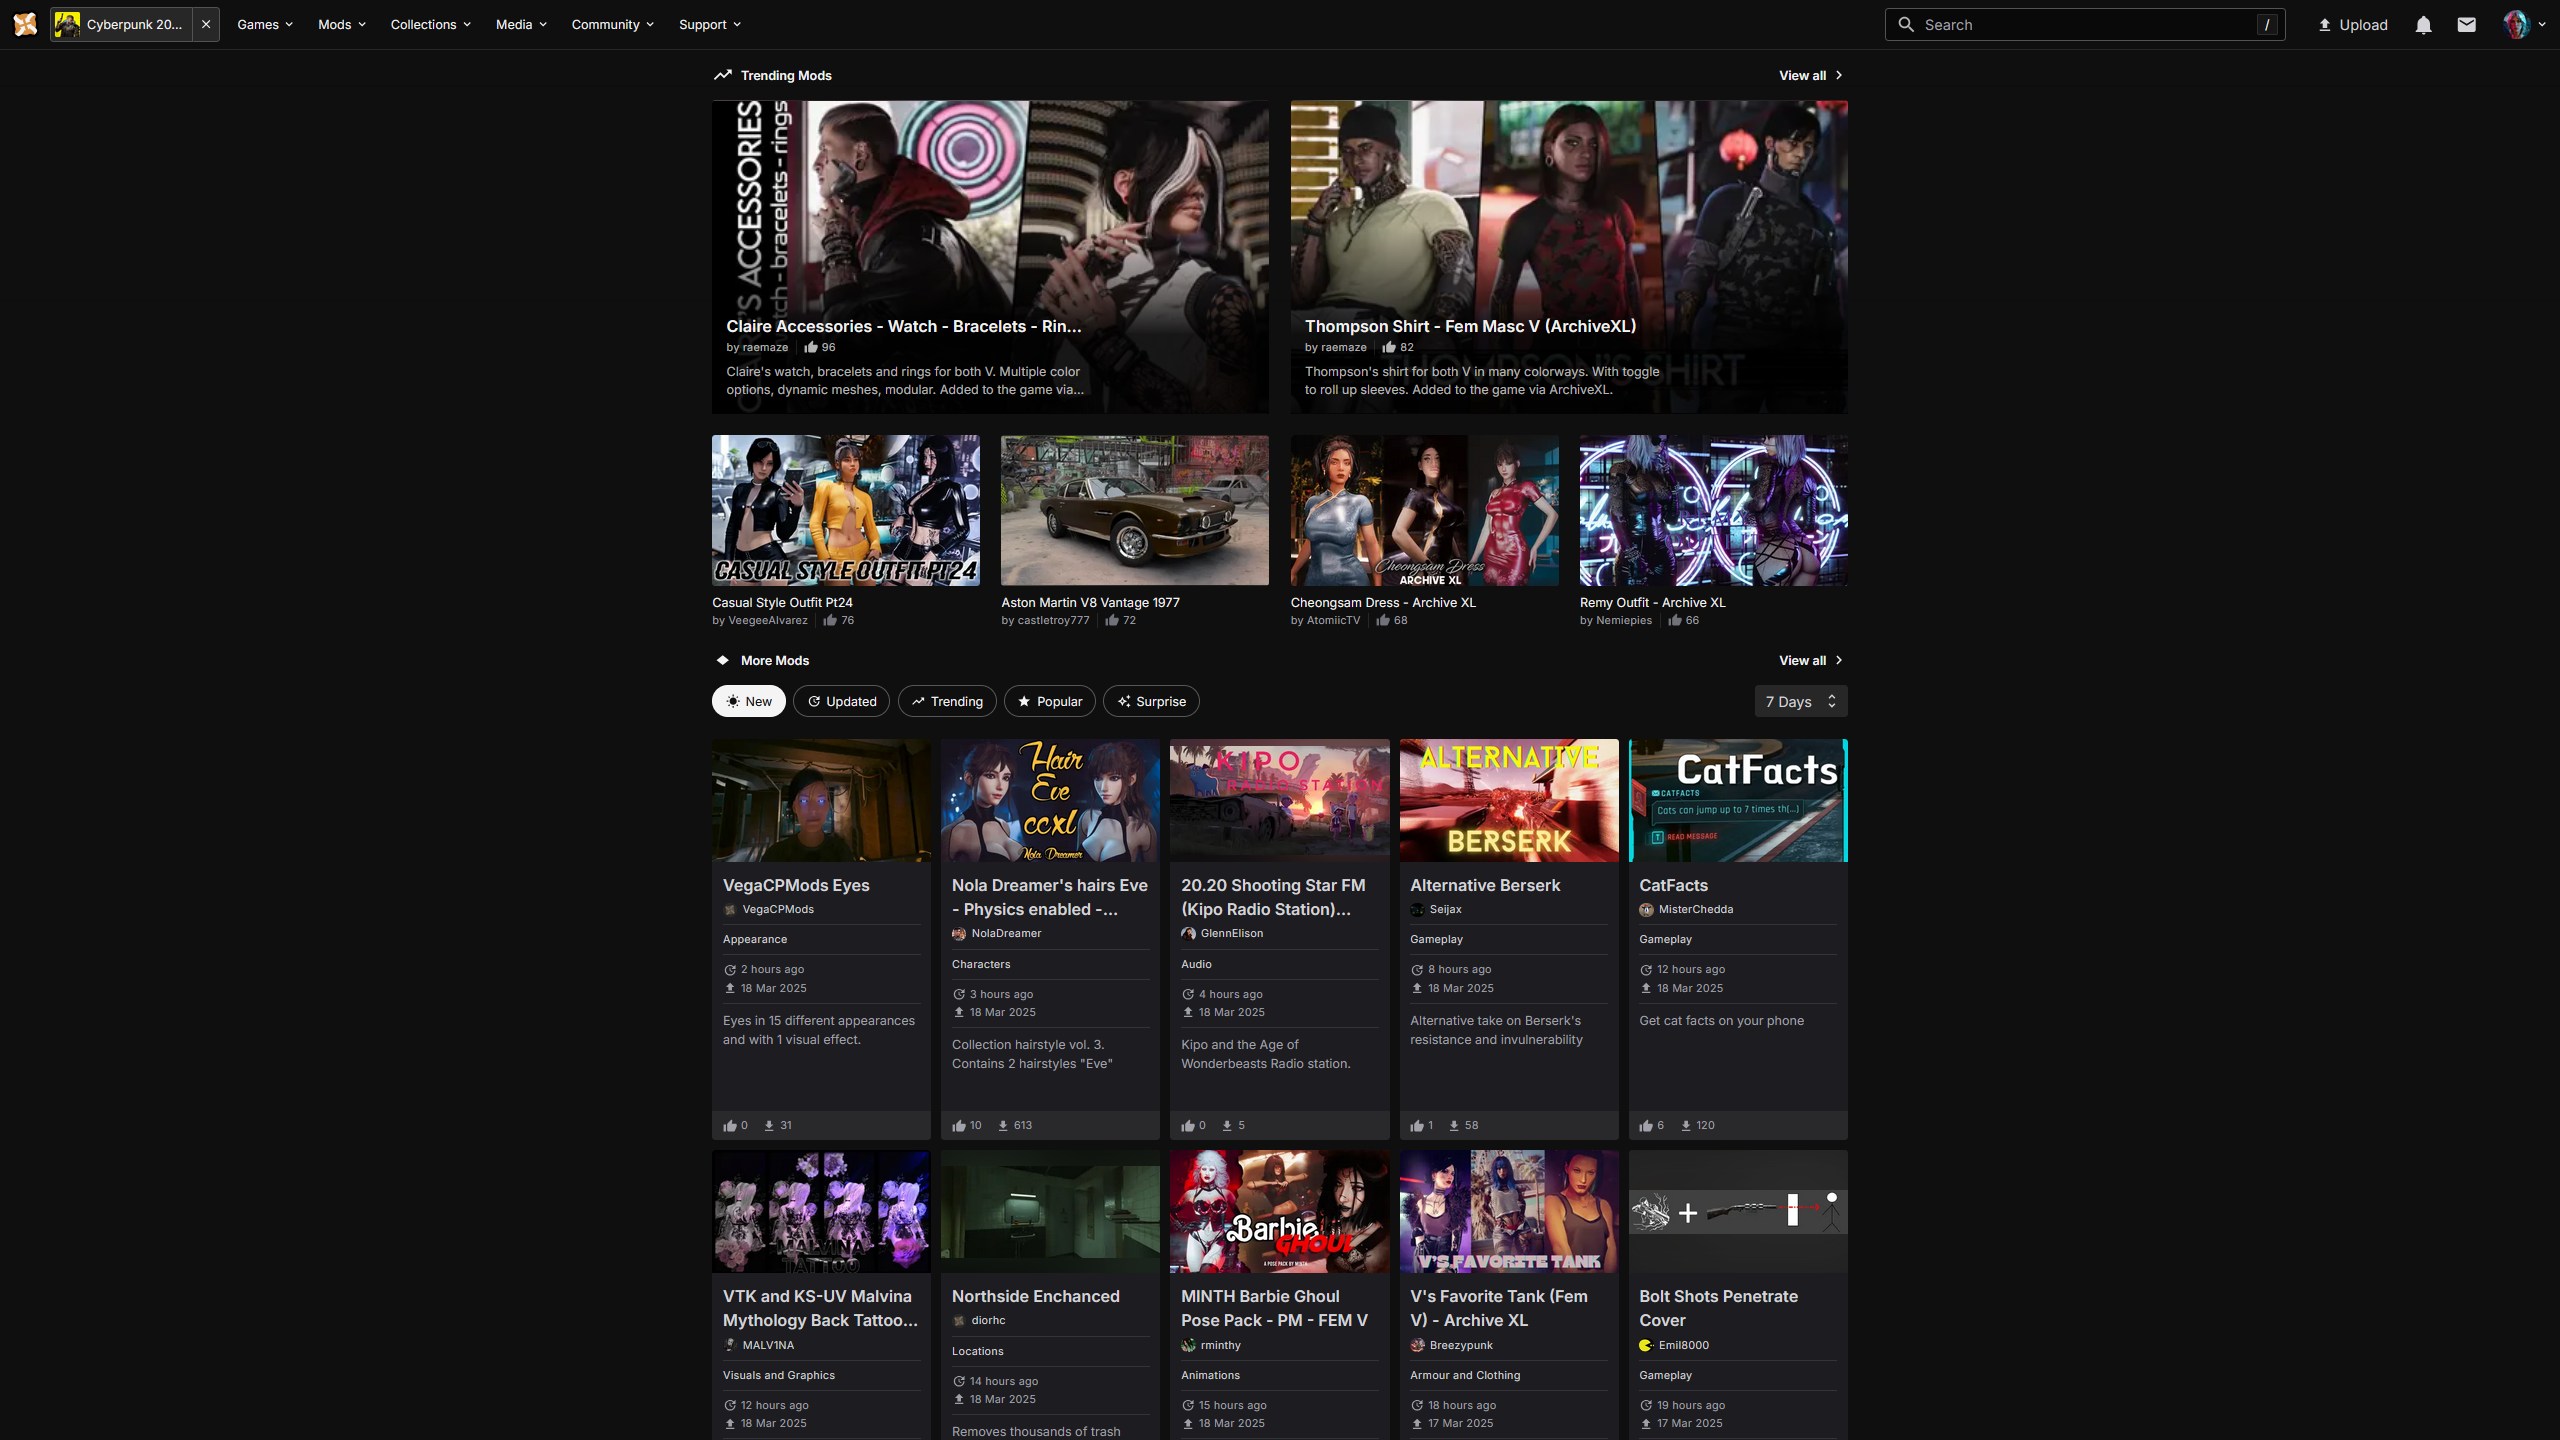 Cyberpunk 20...
Games
Mods
Collections
Media
Community
Support
Search
/
Upload
Trending Mods
View all
CLAIRE'S ACCESSORIES
watch - bracelets - rings
Claire Accessories - Watch - Bracelets - Rin...
by raemaze
96
Claire's watch, bracelets and rings for both V. Multiple color
options, dynamic meshes, modular. Added to the game via...
THOMPSON'S SHIRT
Thompson Shirt - Fem Masc V (ArchiveXL)
by raemaze
82
Thompson's shirt for both V in many colorways. With toggle
to roll up sleeves. Added to the game via ArchiveXL.
CASUAL STYLE OUTFIT PT24
Casual Style Outfit Pt24
by VeegeeAlvarez
76
Aston Martin V8 Vantage 1977
by castletroy777
72
Cheongsam Dress
ARCHIVE XL
Cheongsam Dress - Archive XL
by AtomiicTV
68
Remy Outfit - Archive XL
by Nemiepies
66
More Mods
View all
New
Updated
Trending
Popular
Surprise
7 Days
VegaCPMods Eyes
VegaCPMods
Appearance
2 hours ago
18 Mar 2025
Eyes in 15 different appearances
and with 1 visual effect.
0
31
Hair
Eve
ccxl
Nola Dreamer
Nola Dreamer's hairs Eve
- Physics enabled -...
NolaDreamer
Characters
3 hours ago
18 Mar 2025
Collection hairstyle vol. 3.
Contains 2 hairstyles "Eve"
10
613
KIPO
RADIO STATION
20.20 Shooting Star FM
(Kipo Radio Station)...
GlennElison
Audio
4 hours ago
18 Mar 2025
Kipo and the Age of
Wonderbeasts Radio station.
0
5
ALTERNATIVE
BERSERK
Alternative Berserk
Seijax
Gameplay
8 hours ago
18 Mar 2025
Alternative take on Berserk's
resistance and invulnerability
1
58
CatFacts
CATFACTS
Cats can jump up to 7 times th(...)
T READ MESSAGE
CatFacts
MisterChedda
Gameplay
12 hours ago
18 Mar 2025
Get cat facts on your phone
6
120
MALVINA
TATTOO
VTK and KS-UV Malvina
Mythology Back Tattoo...
MALV1NA
Visuals and Graphics
12 hours ago
18 Mar 2025
Northside Enchanced
diorhc
Locations
14 hours ago
18 Mar 2025
Removes thousands of trash
Barbie
GHOUL
A POSE PACK BY MINTH
MINTH Barbie Ghoul
Pose Pack - PM - FEM V
rminthy
Animations
15 hours ago
18 Mar 2025
V'S FAVORITE TANK
V's Favorite Tank (Fem
V) - Archive XL
Breezypunk
Armour and Clothing
18 hours ago
17 Mar 2025
+
Bolt Shots Penetrate
Cover
Emil8000
Gameplay
19 hours ago
17 Mar 2025